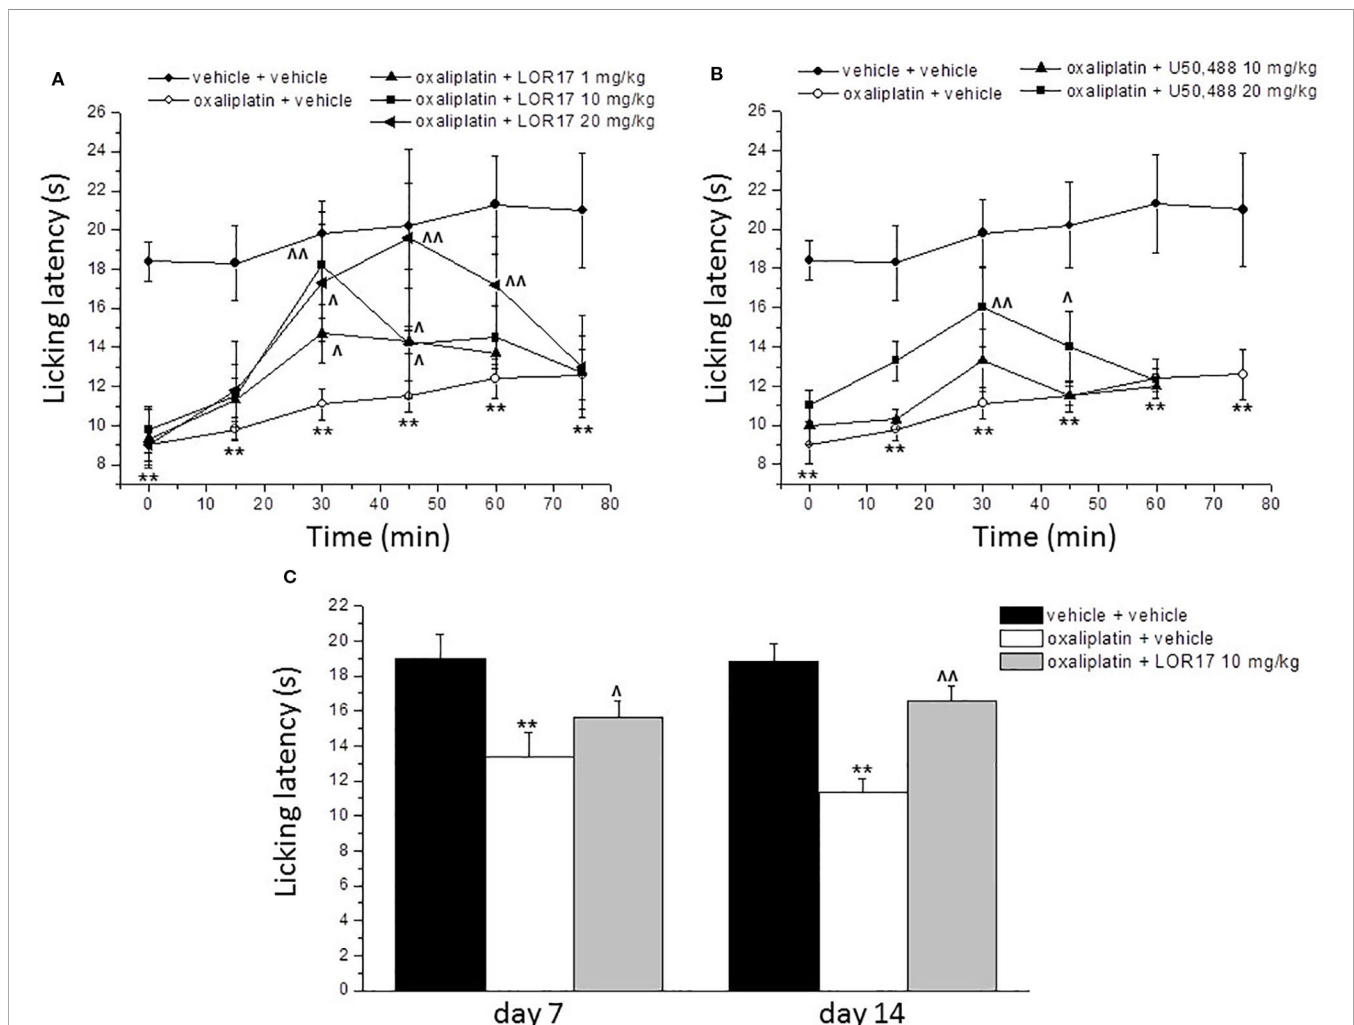 A
vehicle + vehicle
oxaliplatin + vehicle
oxaliplatin + LOR17 1 mg/kg
oxaliplatin + LOR17 10 mg/kg
oxaliplatin + LOR17 20 mg/kg
Licking latency (s)
26
24
22
20
18
16
14
12
10
8
^^
^^
^^
^
^
^
^
**
**
**
**
**
**
0 10 20 30 40 50 60 70 80
Time (min)
B
vehicle + vehicle
oxaliplatin + vehicle
oxaliplatin + U50,488 10 mg/kg
oxaliplatin + U50,488 20 mg/kg
Licking latency (s)
26
24
22
20
18
16
14
12
10
8
^^
^
**
**
**
**
**
**
0 10 20 30 40 50 60 70 80
Time (min)
C
vehicle + vehicle
oxaliplatin + vehicle
oxaliplatin + LOR17 10 mg/kg
Licking latency (s)
22
20
18
16
14
12
10
8
6
4
2
0
**
^
**
^^
day 7
day 14